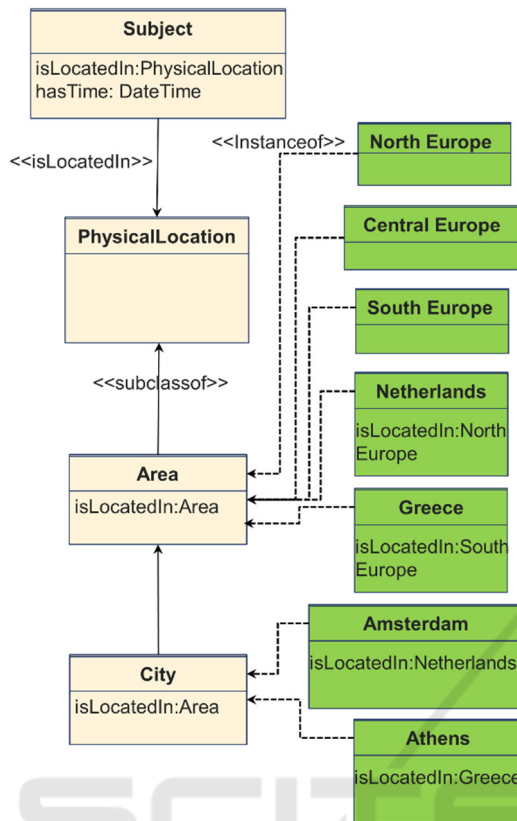 Subject
isLocatedIn:PhysicalLocation
hasTime: DateTime
<<isLocatedIn>>
<<Instanceof>>
North Europe
PhysicalLocation
Central Europe
South Europe
<<subclassof>>
Netherlands
isLocatedIn:North
Europe
Area
isLocatedIn:Area
Greece
isLocatedIn:South
Europe
Amsterdam
isLocatedIn:Netherlands
City
isLocatedIn:Area
Athens
isLocatedIn:Greece